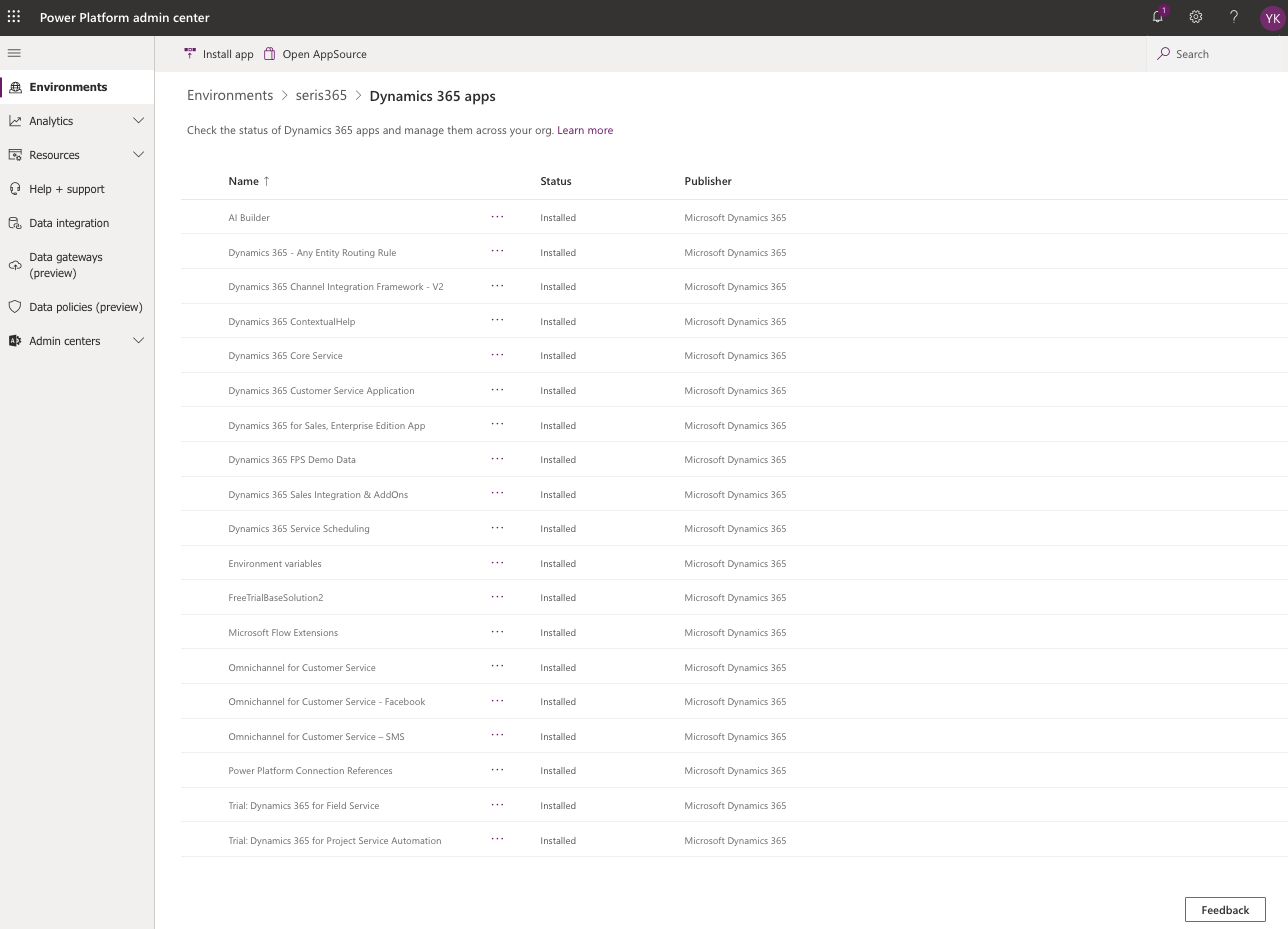 Power Platform admin center
1
YK
Install app
Open AppSource
Search
Environments
Analytics
Resources
Help + support
Data integration
Data gateways
(preview)
Data policies (preview)
Admin centers
Environments > seris365 > Dynamics 365 apps
Check the status of Dynamics 365 apps and manage them across your org. Learn more
Name ↑ Status Publisher
AI Builder ... Installed Microsoft Dynamics 365
Dynamics 365 - Any Entity Routing Rule ... Installed Microsoft Dynamics 365
Dynamics 365 Channel Integration Framework - V2 ... Installed Microsoft Dynamics 365
Dynamics 365 ContextualHelp ... Installed Microsoft Dynamics 365
Dynamics 365 Core Service ... Installed Microsoft Dynamics 365
Dynamics 365 Customer Service Application ... Installed Microsoft Dynamics 365
Dynamics 365 for Sales, Enterprise Edition App ... Installed Microsoft Dynamics 365
Dynamics 365 FPS Demo Data ... Installed Microsoft Dynamics 365
Dynamics 365 Sales Integration & AddOns ... Installed Microsoft Dynamics 365
Dynamics 365 Service Scheduling ... Installed Microsoft Dynamics 365
Environment variables ... Installed Microsoft Dynamics 365
FreeTrialBaseSolution2 ... Installed Microsoft Dynamics 365
Microsoft Flow Extensions ... Installed Microsoft Dynamics 365
Omnichannel for Customer Service ... Installed Microsoft Dynamics 365
Omnichannel for Customer Service - Facebook ... Installed Microsoft Dynamics 365
Omnichannel for Customer Service – SMS ... Installed Microsoft Dynamics 365
Power Platform Connection References ... Installed Microsoft Dynamics 365
Trial: Dynamics 365 for Field Service ... Installed Microsoft Dynamics 365
Trial: Dynamics 365 for Project Service Automation ... Installed Microsoft Dynamics 365
Feedback